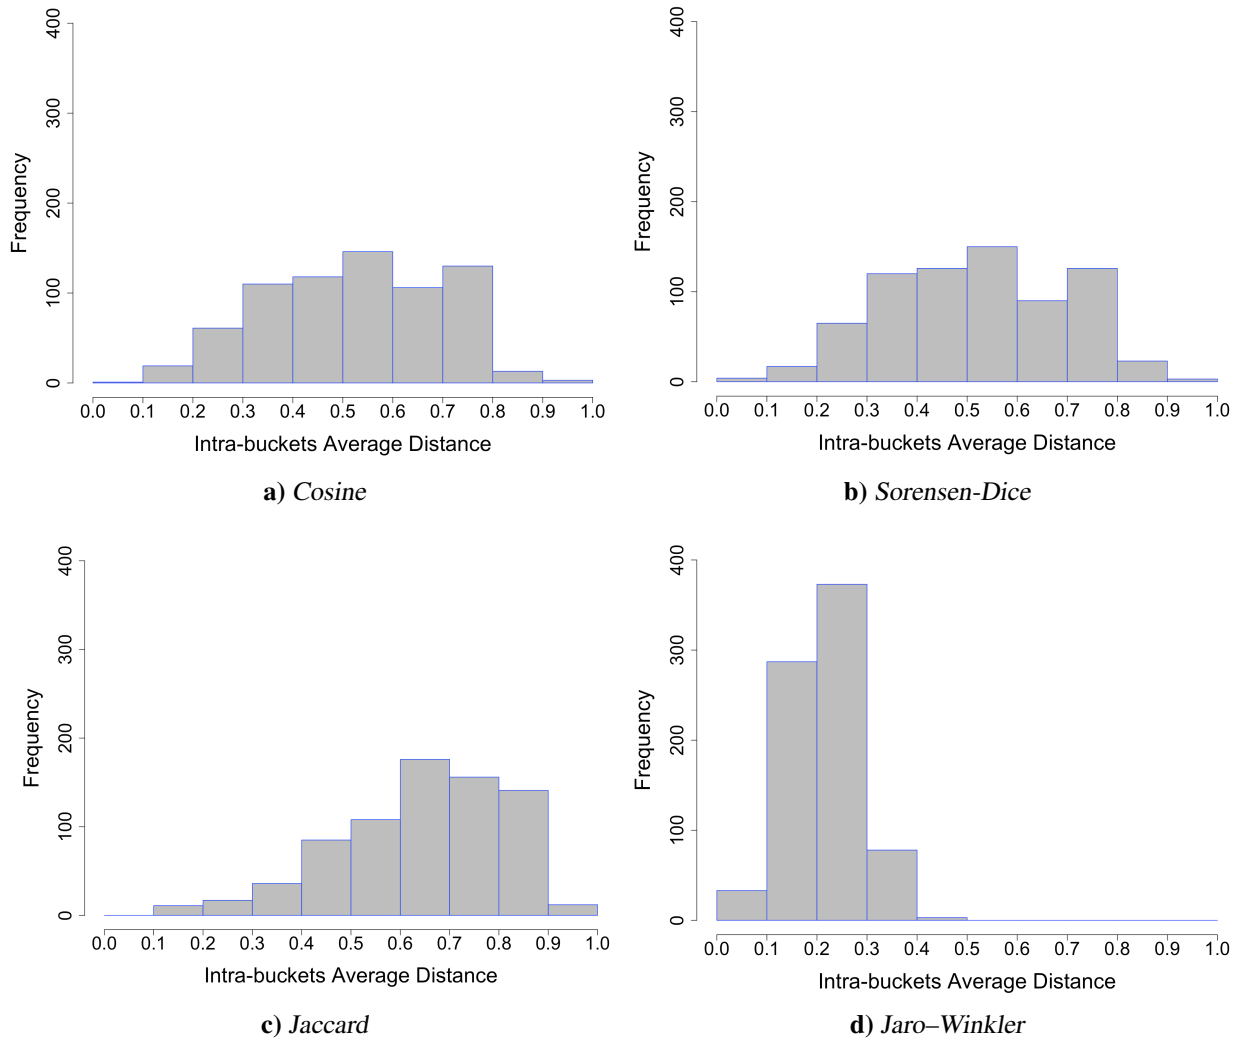 400
300
200
100
0
Frequency
0.0 0.1 0.2 0.3 0.4 0.5 0.6 0.7 0.8 0.9 1.0
Intra-buckets Average Distance
a) Cosine
400
300
200
100
0
Frequency
0.0 0.1 0.2 0.3 0.4 0.5 0.6 0.7 0.8 0.9 1.0
Intra-buckets Average Distance
b) Sorensen-Dice
400
300
200
100
0
Frequency
0.0 0.1 0.2 0.3 0.4 0.5 0.6 0.7 0.8 0.9 1.0
Intra-buckets Average Distance
c) Jaccard
400
300
200
100
0
Frequency
0.0 0.1 0.2 0.3 0.4 0.5 0.6 0.7 0.8 0.9 1.0
Intra-buckets Average Distance
d) Jaro–Winkler